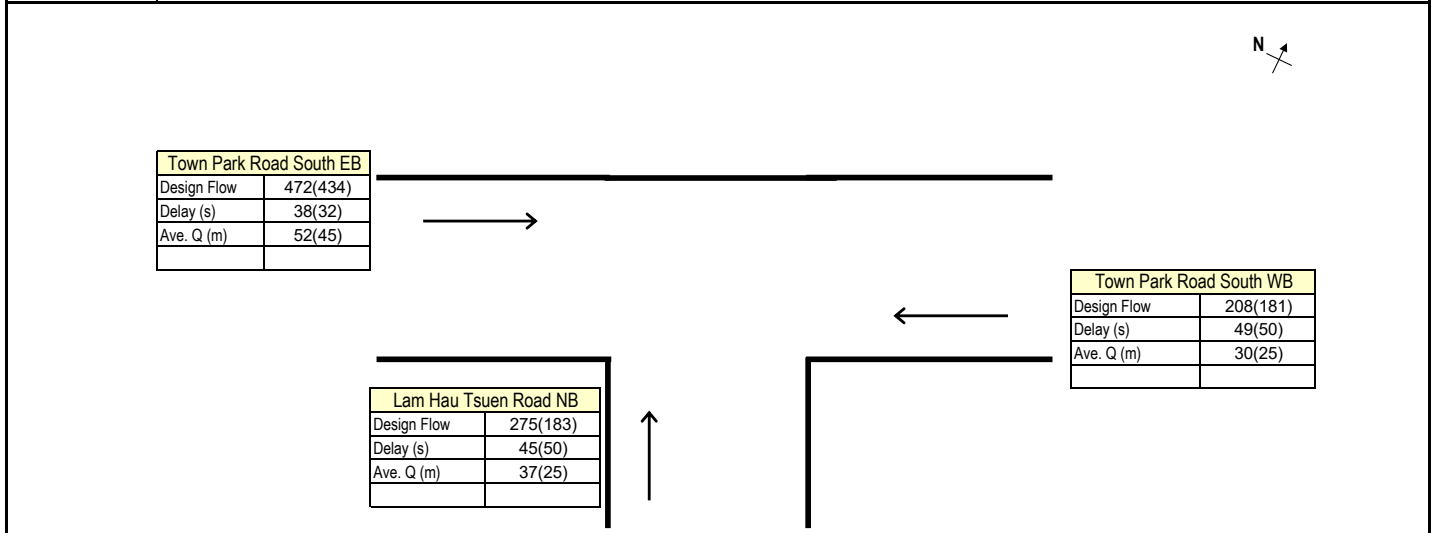 N
Town Park Road South EB
Design Flow 472(434)
Delay (s) 38(32)
Ave. Q (m) 52(45)
Town Park Road South WB
Design Flow 208(181)
Delay (s) 49(50)
Ave. Q (m) 30(25)
Lam Hau Tsuen Road NB
Design Flow 275(183)
Delay (s) 45(50)
Ave. Q (m) 37(25)